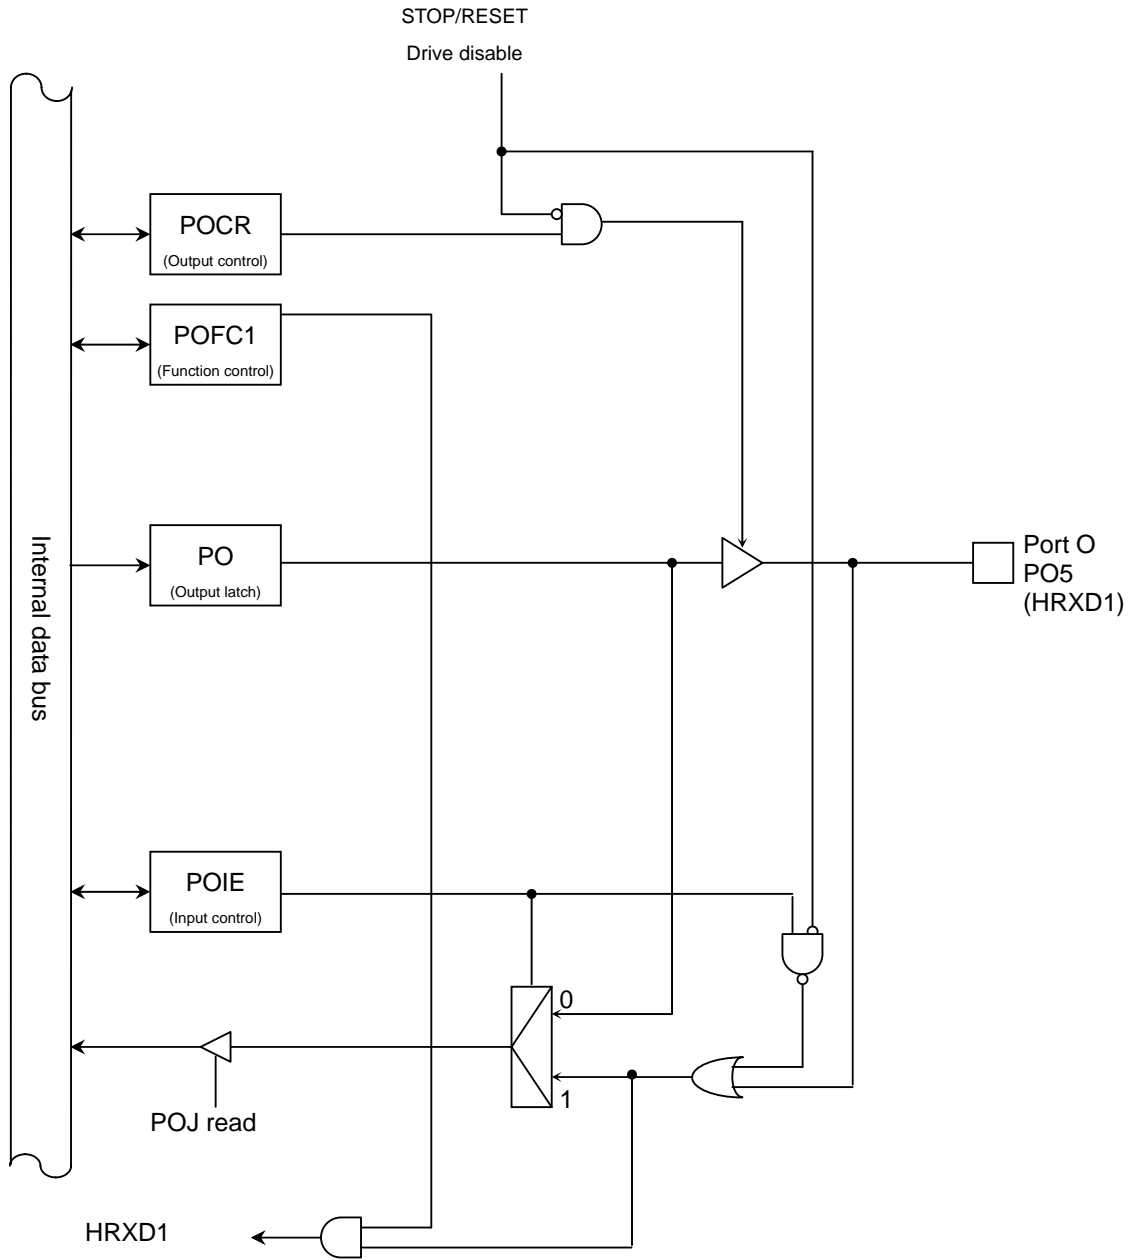 STOP/RESET
Drive disable
POCR
(Output control)
POFC1
(Function control)
Internal data bus
PO
(Output latch)
Port O
PO5
(HRXD1)
POIE
(Input control)
0
1
POJ read
HRXD1